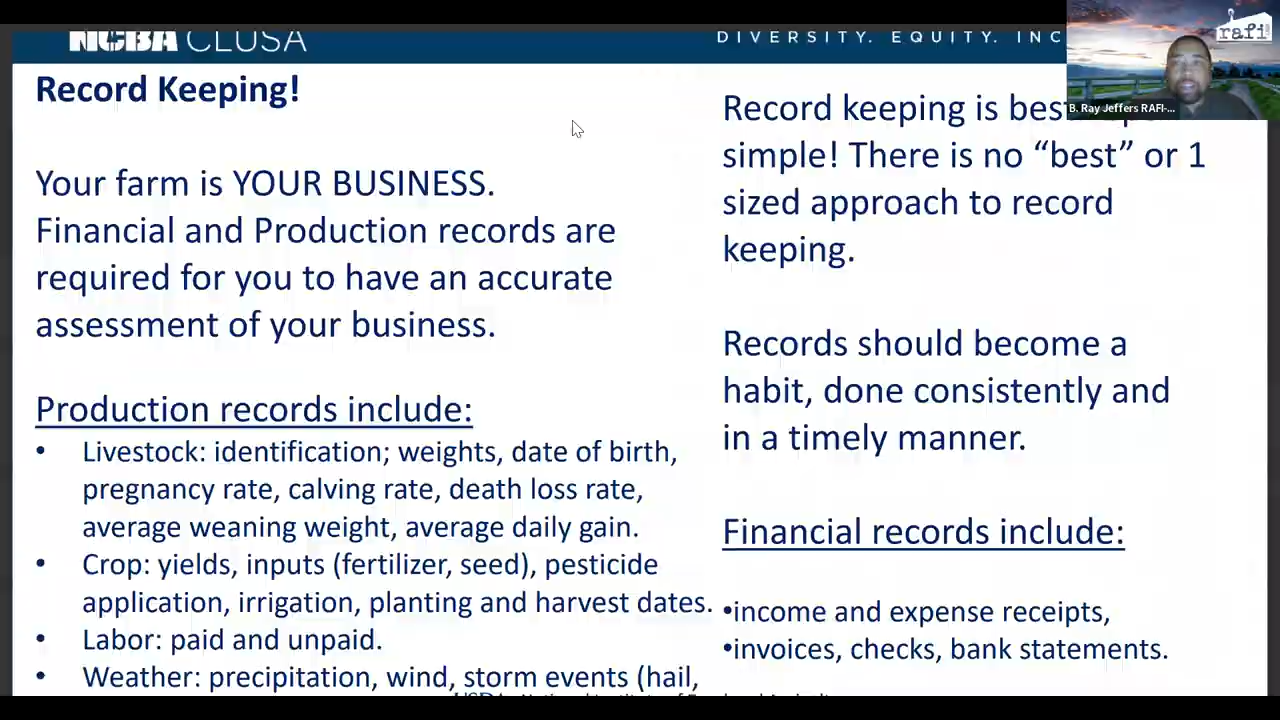 NCBA CLUSA
DIVERSITY. EQUITY. INC
rafi
B. Ray Jeffers RAFI-...
Record Keeping!
Your farm is YOUR BUSINESS.
Financial and Production records are
required for you to have an accurate
assessment of your business.
Production records include:
• Livestock: identification; weights, date of birth,
pregnancy rate, calving rate, death loss rate,
average weaning weight, average daily gain.
• Crop: yields, inputs (fertilizer, seed), pesticide
application, irrigation, planting and harvest dates.
• Labor: paid and unpaid.
• Weather: precipitation, wind, storm events (hail,
Record keeping is best
simple! There is no “best” or 1
sized approach to record
keeping.
Records should become a
habit, done consistently and
in a timely manner.
Financial records include:
•income and expense receipts,
•invoices, checks, bank statements.